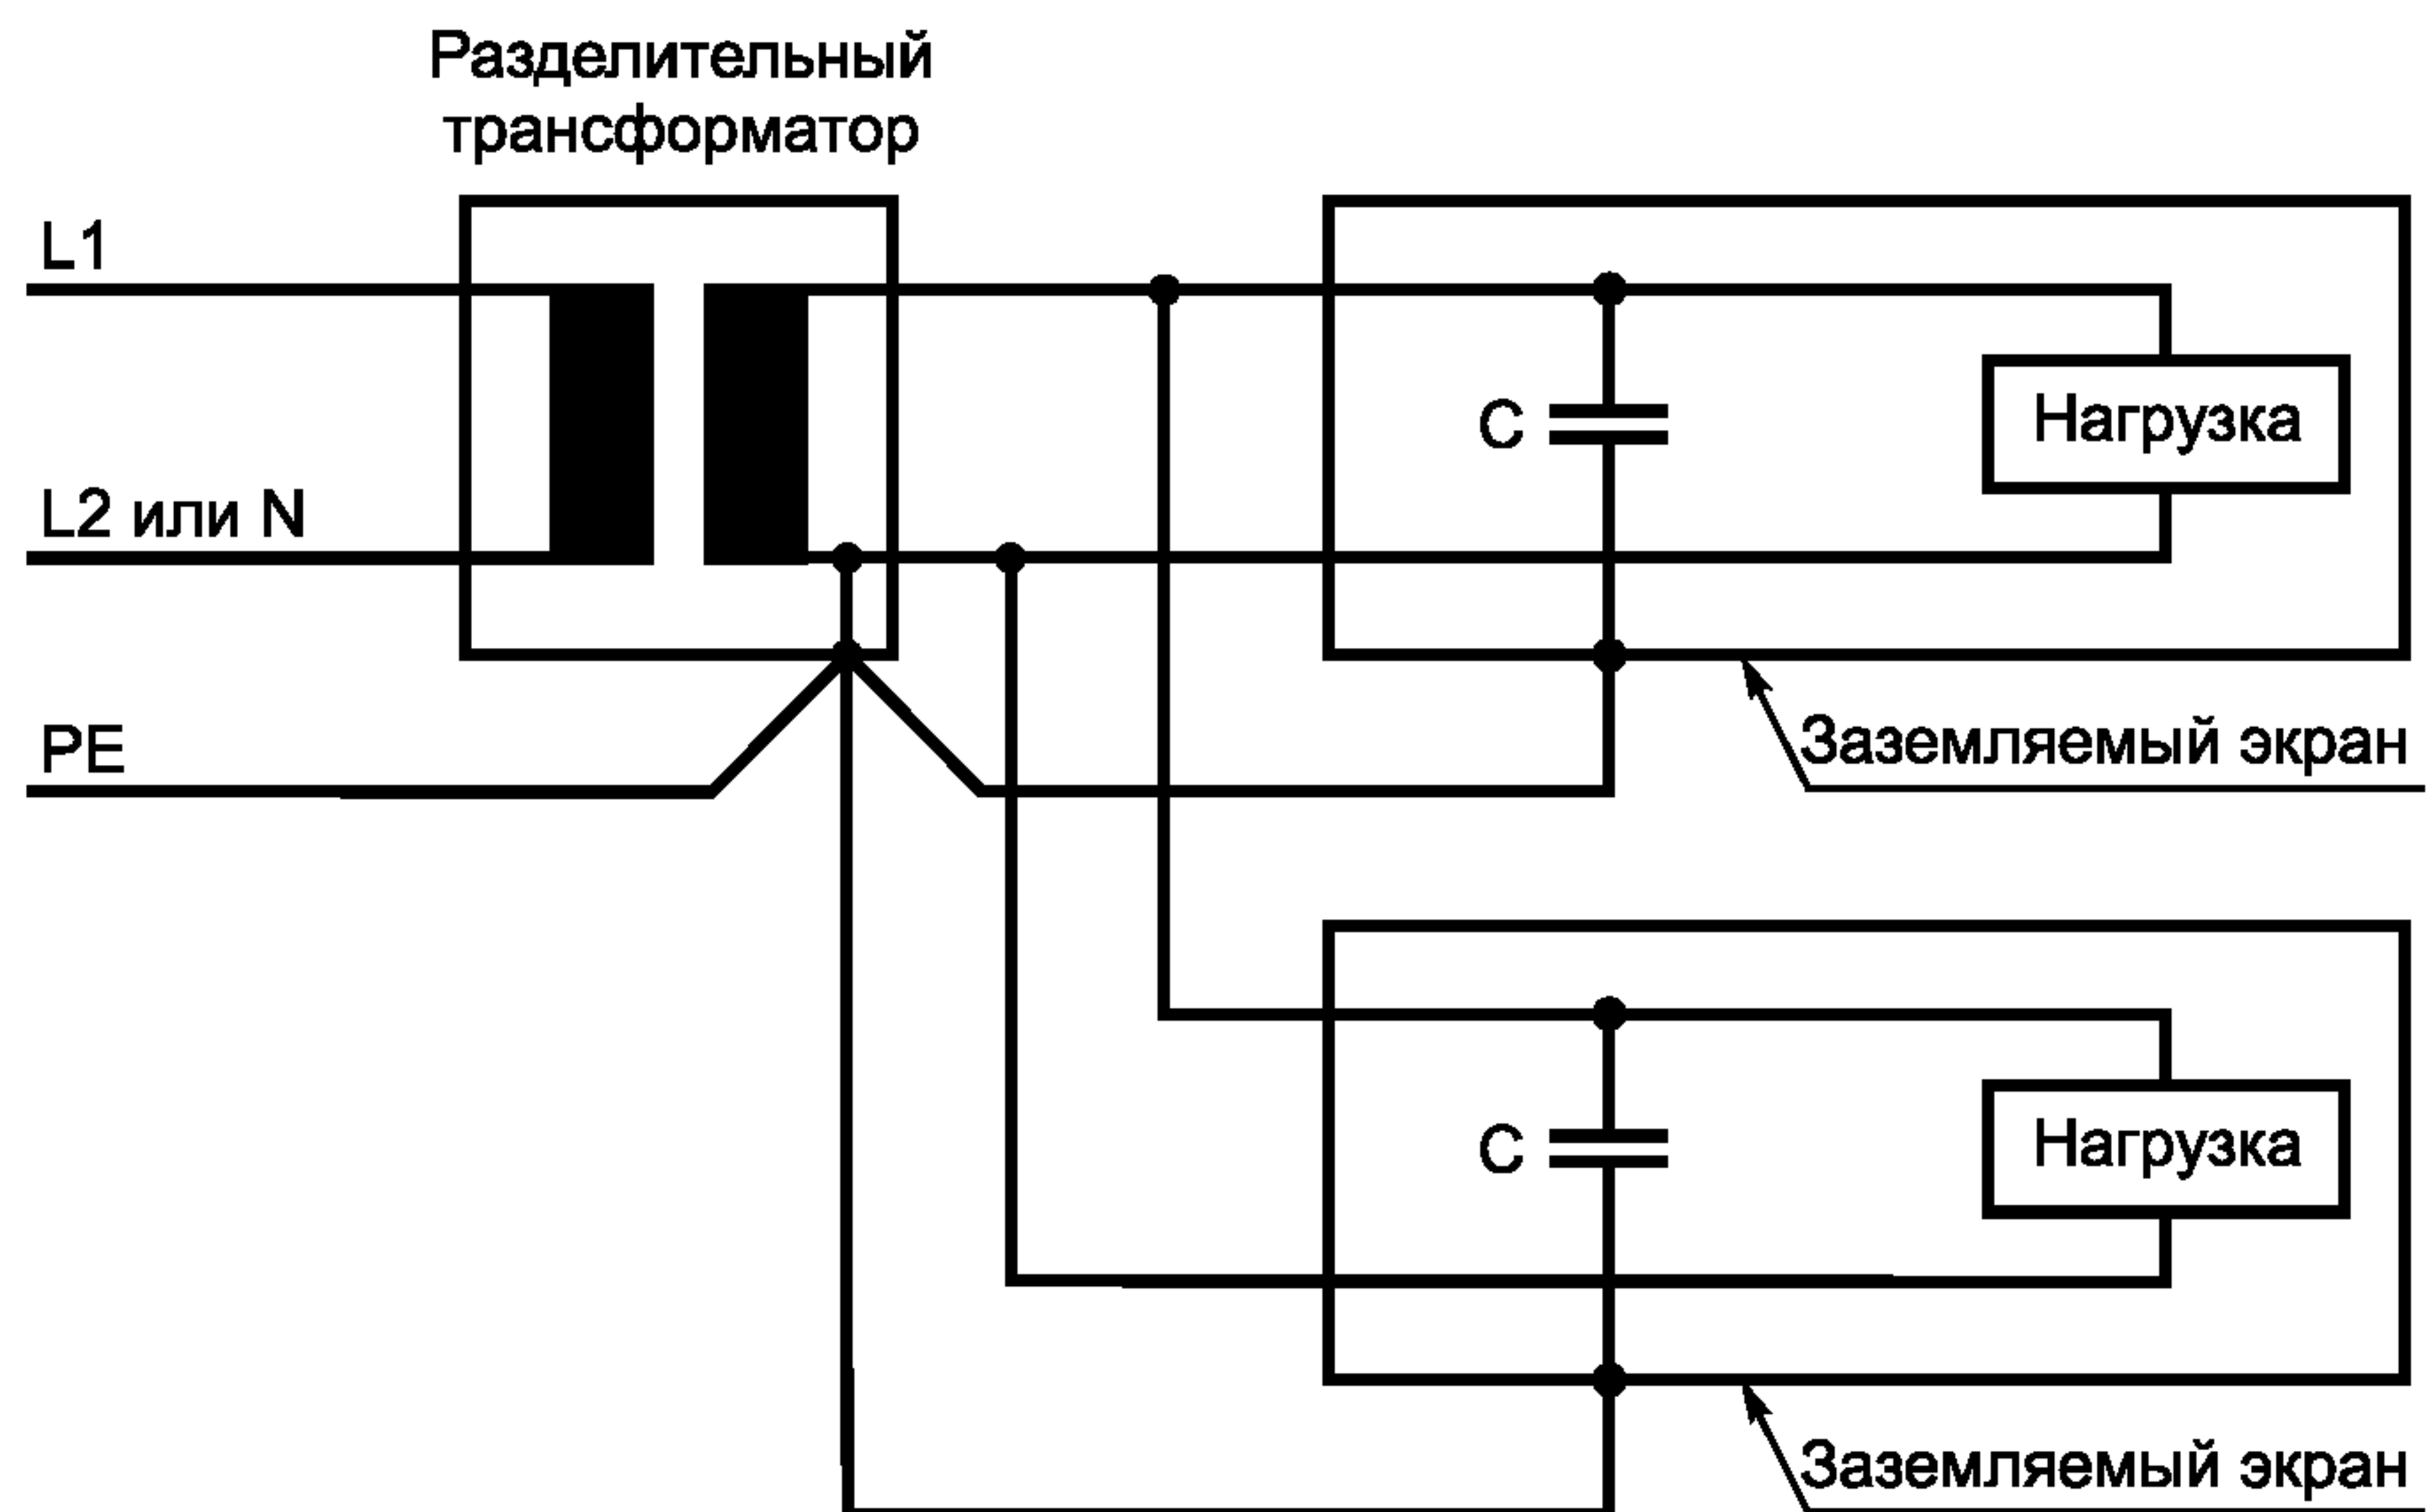 Разделительный
трансформатор
L1
L2 или N
PE
C
Нагрузка
Заземляемый экран
C
Нагрузка
Заземляемый экран